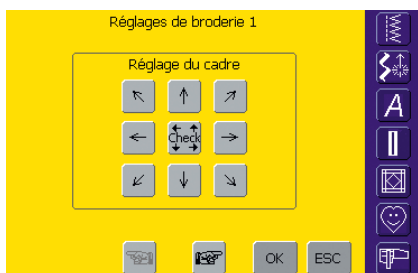 Réglages de broderie 1
Réglage du cadre
Check
A
OK
ESC